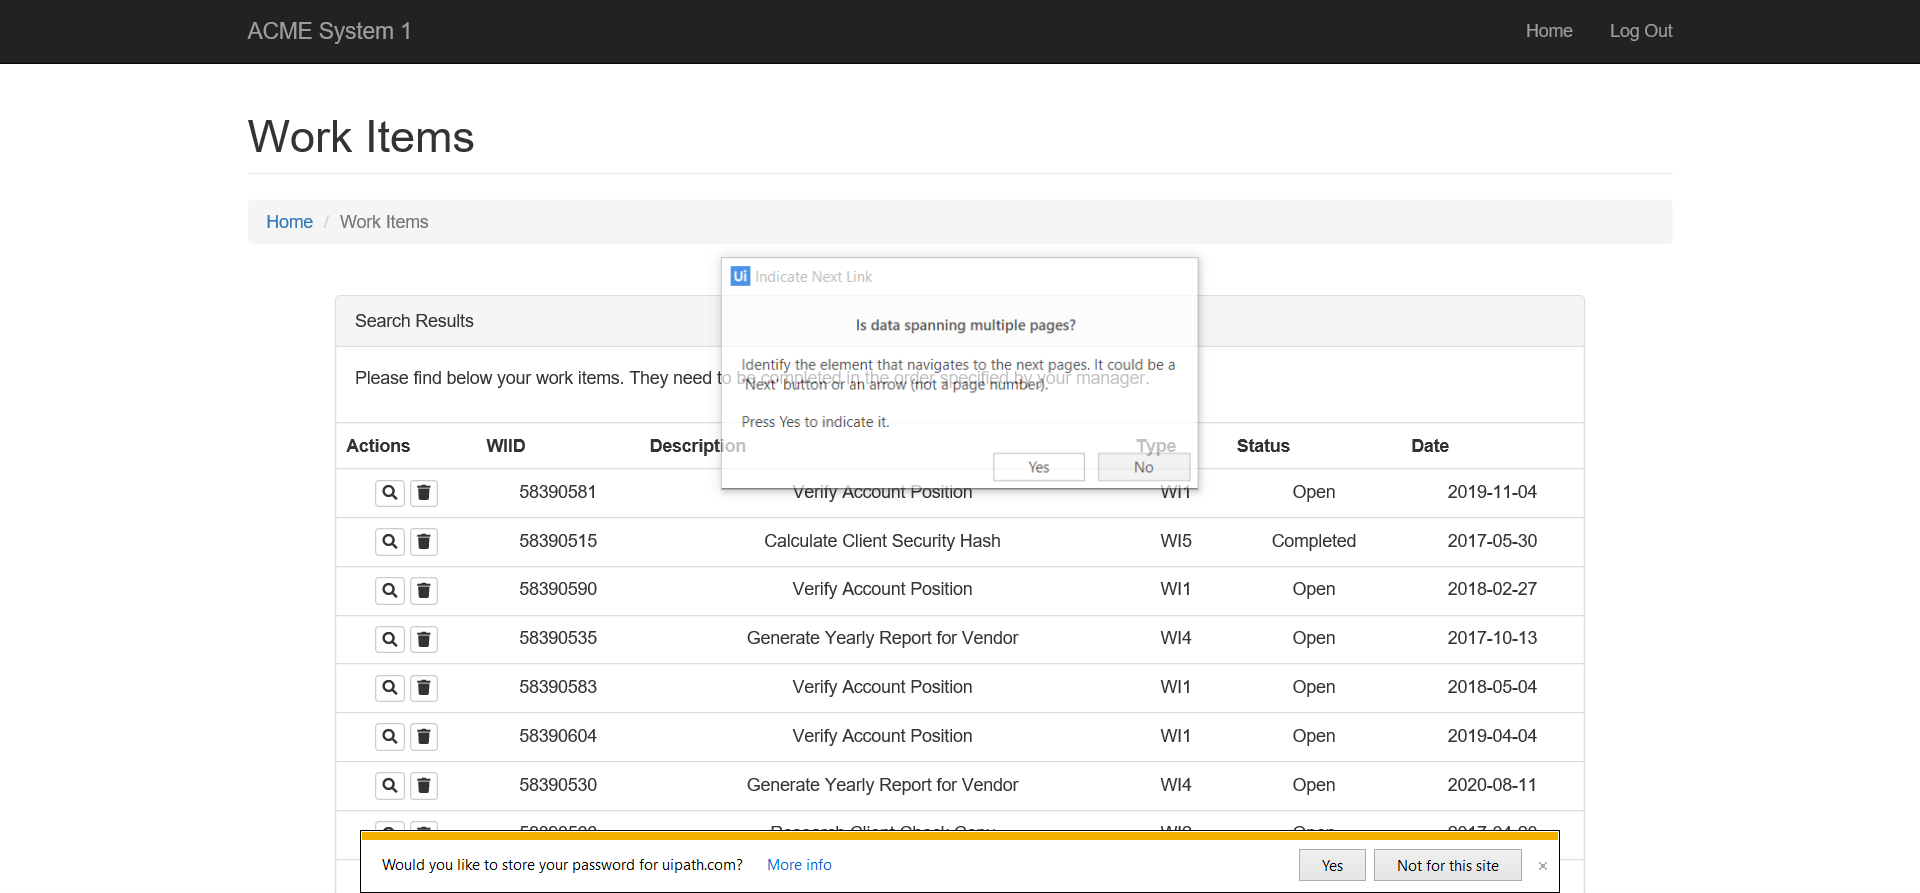 ACME System 1 Home Log Out
Work Items
Home / Work Items
Ui Indicate Next Link
Is data spanning multiple pages?
Identify the element that navigates to the next pages. It could be a
'Next' button or an arrow (not a page number).
Press Yes to indicate it.
Yes No
Search Results
Please find below your work items. They need to be completed in the order specified by your manager.
Actions WIID Description Type Status Date
58390581 Verify Account Position WI1 Open 2019-11-04
58390515 Calculate Client Security Hash WI5 Completed 2017-05-30
58390590 Verify Account Position WI1 Open 2018-02-27
58390535 Generate Yearly Report for Vendor WI4 Open 2017-10-13
58390583 Verify Account Position WI1 Open 2018-05-04
58390604 Verify Account Position WI1 Open 2019-04-04
58390530 Generate Yearly Report for Vendor WI4 Open 2020-08-11
Research Client Check Copy Open
Would you like to store your password for uipath.com? More info Yes Not for this site ×